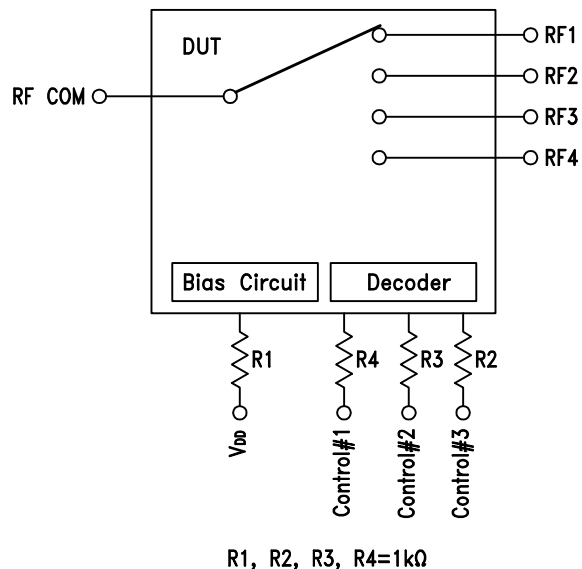 DUT
RF COM
RF1
RF2
RF3
RF4
Bias Circuit
Decoder
R1
R4
R3
R2
VDD
Control#1
Control#2
Control#3
R1, R2, R3, R4=1kΩ